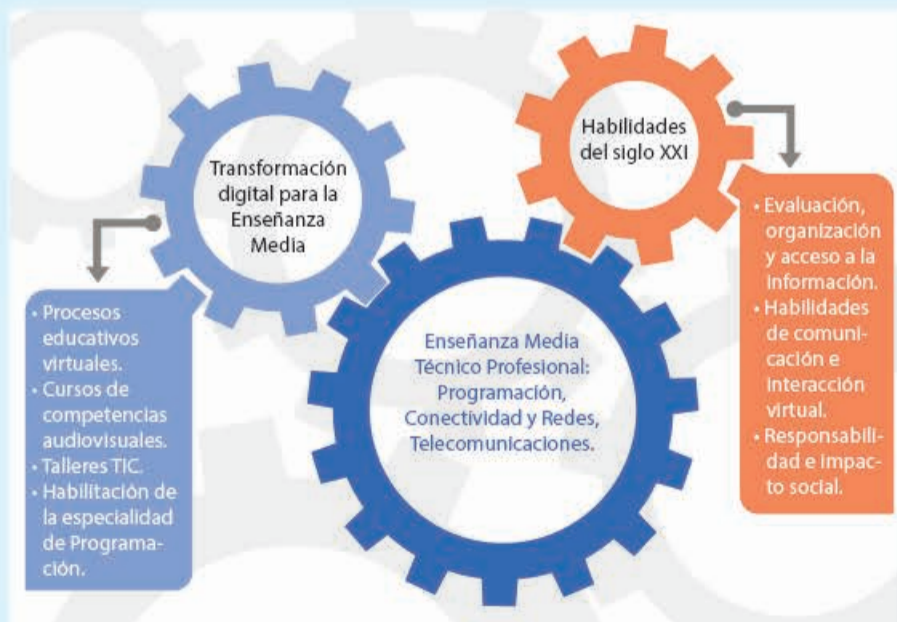 Transformación
digital para la
Enseñanza
Media
• Procesos
educativos
virtuales.
• Cursos de
competencias
audiovisuales.
• Talleres TIC.
• Habilitación de
la especialidad
de Programa-
ción.
Enseñanza Media
Técnico Profesional:
Programación,
Conectividad y Redes,
Telecomunicaciones.
Habilidades
del siglo XXI
• Evaluación,
organización
y acceso a la
información.
• Habilidades
de comuni-
cación e
interacción
virtual.
• Responsabili-
dad e impac-
to social.